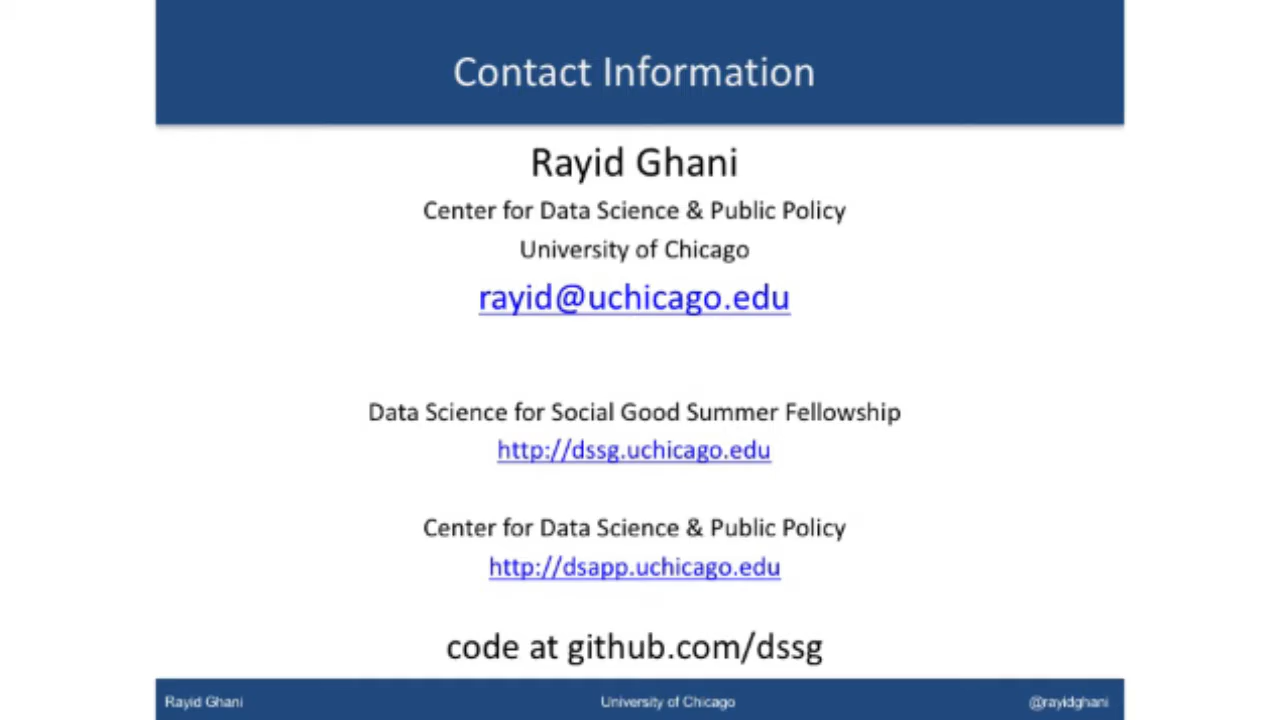 Contact Information
Rayid Ghani
Center for Data Science & Public Policy
University of Chicago
rayid@uchicago.edu
Data Science for Social Good Summer Fellowship
http://dssg.uchicago.edu
Center for Data Science & Public Policy
http://dsapp.uchicago.edu
code at github.com/dssg
Rayid Ghani University of Chicago @rayidghani